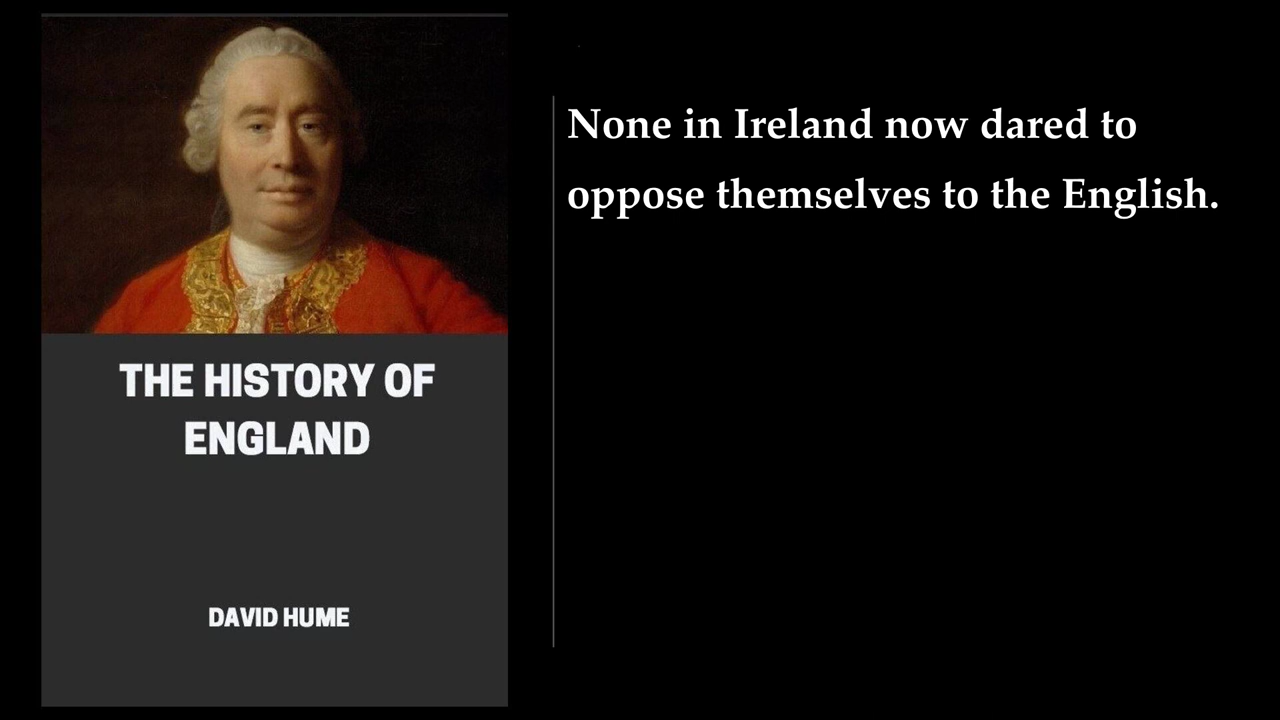 THE HISTORY OF
ENGLAND
DAVID HUME
None in Ireland now dared to
oppose themselves to the English.